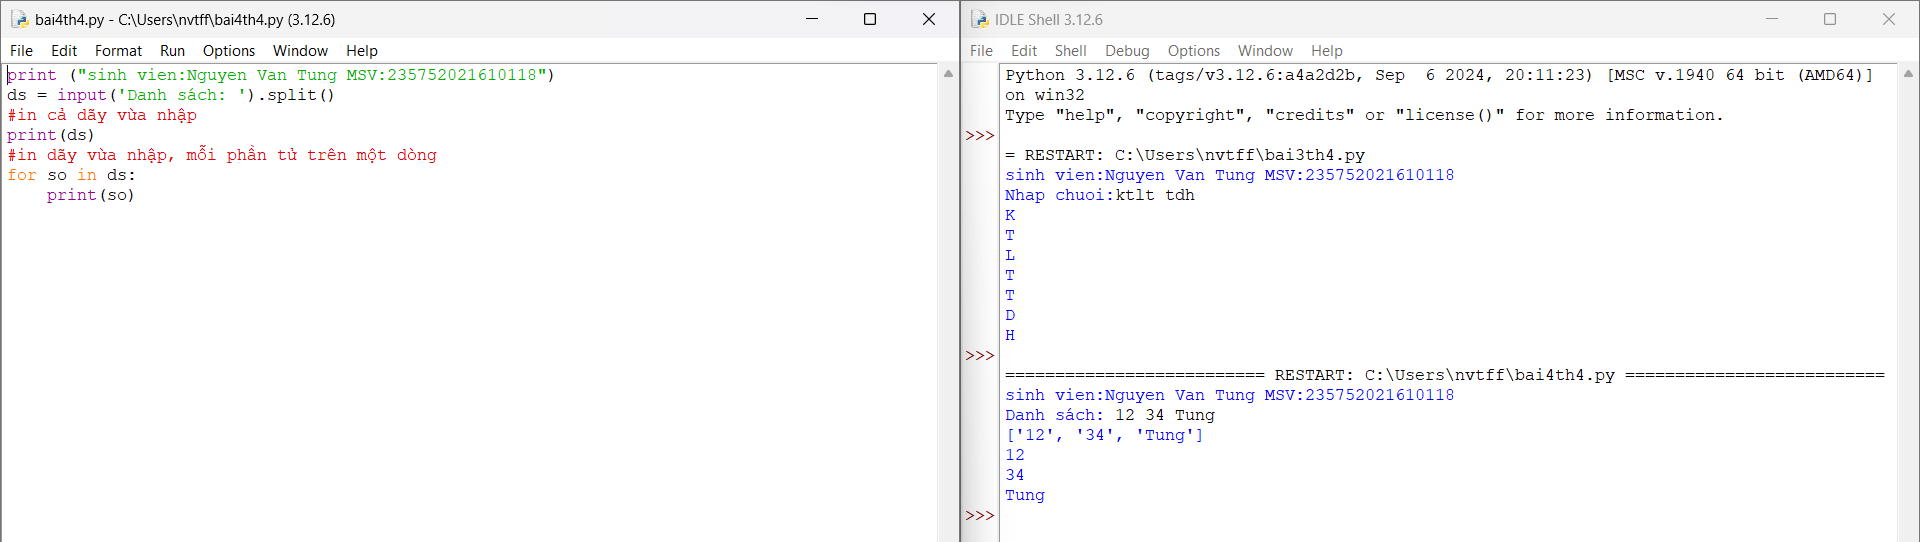 bai4th4.py - C:\Users\nvtff\bai4th4.py (3.12.6)
File Edit Format Run Options Window Help
print ("sinh vien:Nguyen Van Tung MSV:235752021610118")
ds = input('Danh sách: ').split()
#in cả dãy vừa nhập
print(ds)
#in dãy vừa nhập, mỗi phần tử trên một dòng
for so in ds:
    print(so)
IDLE Shell 3.12.6
File Edit Shell Debug Options Window Help
Python 3.12.6 (tags/v3.12.6:a4a2d2b, Sep  6 2024, 20:11:23) [MSC v.1940 64 bit (AMD64)]
on win32
Type "help", "copyright", "credits" or "license()" for more information.
>>>
= RESTART: C:\Users\nvtff\bai3th4.py
sinh vien:Nguyen Van Tung MSV:235752021610118
Nhap chuoi:ktlt tdh
K
T
L
T
T
D
H
>>>
========================== RESTART: C:\Users\nvtff\bai4th4.py ==========================
sinh vien:Nguyen Van Tung MSV:235752021610118
Danh sách: 12 34 Tung
['12', '34', 'Tung']
12
34
Tung
>>>